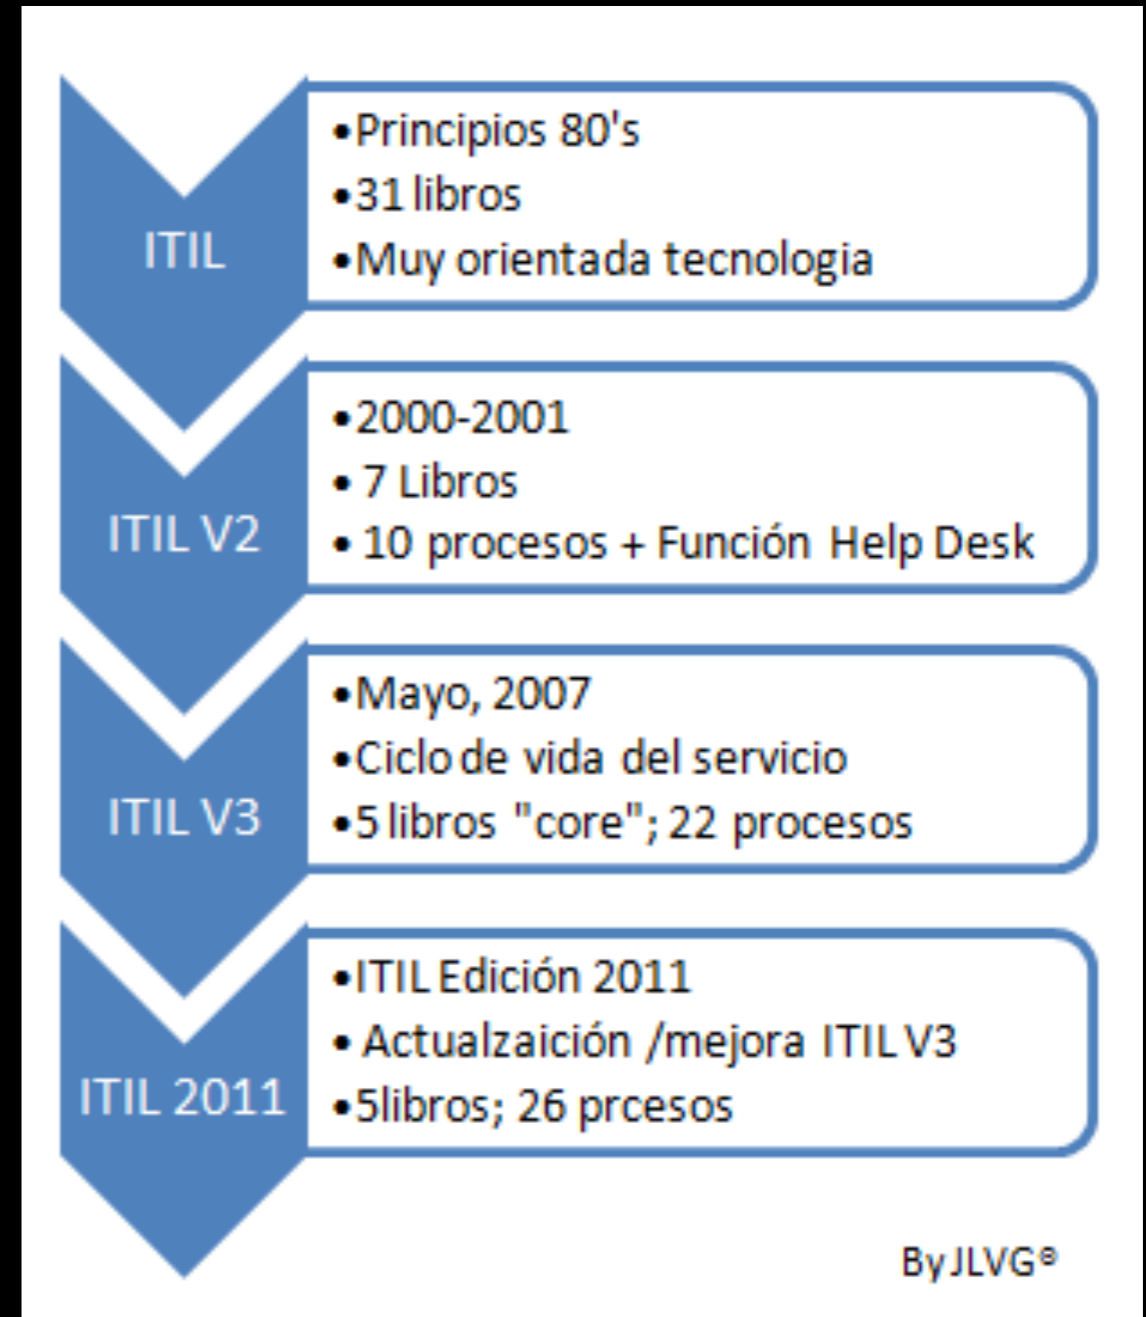 ITIL
•Principios 80's
•31 libros
•Muy orientada tecnologia
ITIL V2
•2000-2001
• 7 Libros
• 10 procesos + Función Help Desk
ITIL V3
•Mayo, 2007
•Ciclo de vida del servicio
•5 libros "core"; 22 procesos
ITIL 2011
•ITIL Edición 2011
• Actualzaición /mejora ITIL V3
•5libros; 26 prcesos
By JLVG®